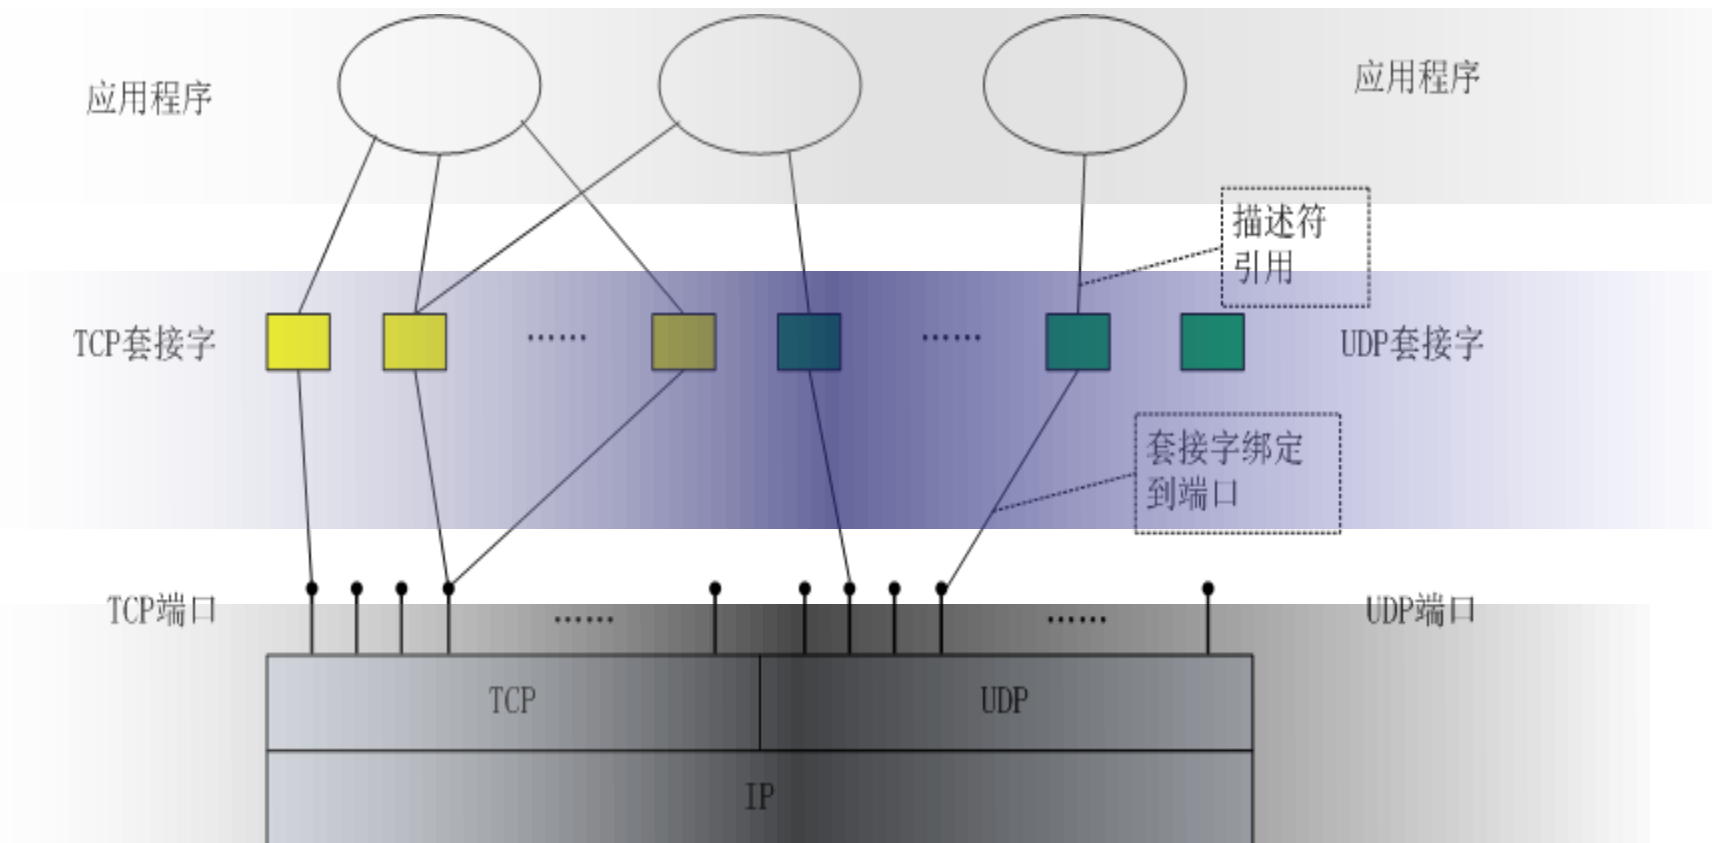 应用程序
应用程序
描述符
引用
TCP套接字
……
……
UDP套接字
套接字绑定
到端口
TCP端口
……
……
UDP端口
TCP
UDP
IP